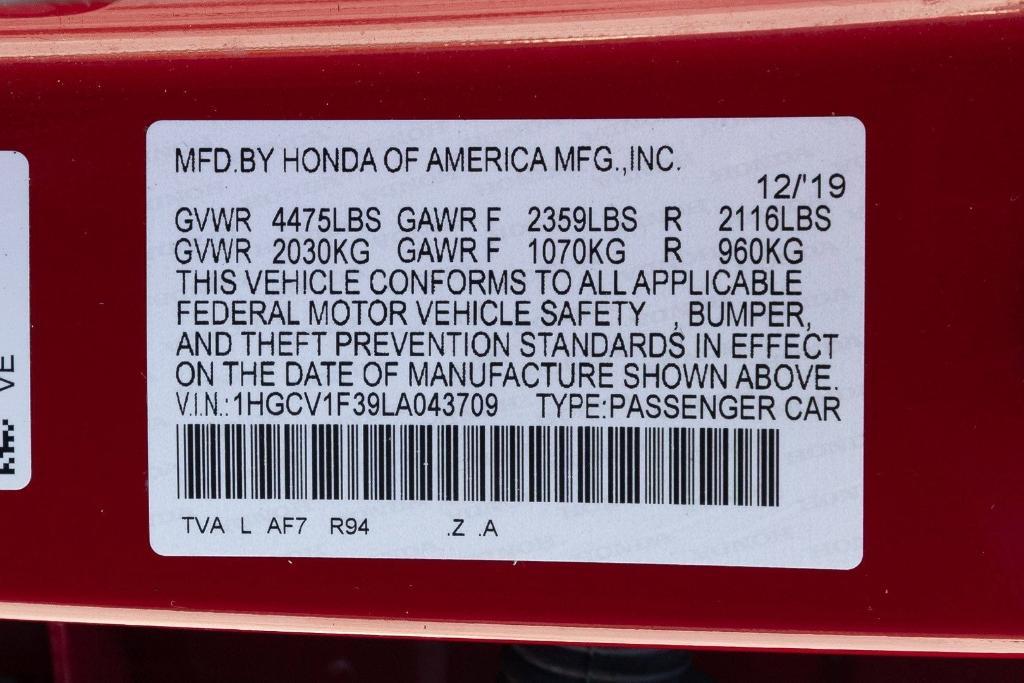 MFD.BY HONDA OF AMERICA MFG.,INC.
12/'19
GVWR 4475LBS GAWR F 2359LBS R 2116LBS
GVWR 2030KG GAWR F 1070KG R 960KG
THIS VEHICLE CONFORMS TO ALL APPLICABLE
FEDERAL MOTOR VEHICLE SAFETY , BUMPER,
AND THEFT PREVENTION STANDARDS IN EFFECT
ON THE DATE OF MANUFACTURE SHOWN ABOVE.
V.I.N.:1HGCV1F39LA043709 TYPE:PASSENGER CAR
TVA L AF7 R94 .Z .A
VE